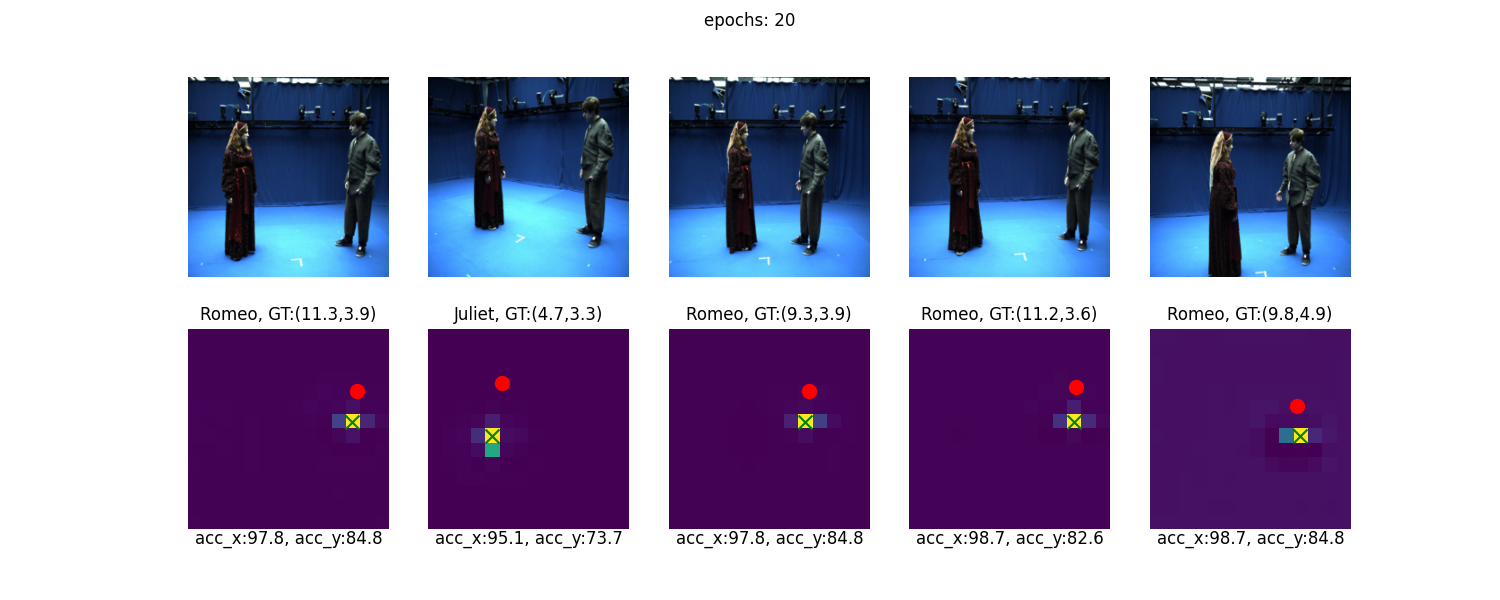 epochs: 20
Romeo, GT:(11.3,3.9)
Juliet, GT:(4.7,3.3)
Romeo, GT:(9.3,3.9)
Romeo, GT:(11.2,3.6)
Romeo, GT:(9.8,4.9)
acc_x:97.8, acc_y:84.8
acc_x:95.1, acc_y:73.7
acc_x:97.8, acc_y:84.8
acc_x:98.7, acc_y:82.6
acc_x:98.7, acc_y:84.8